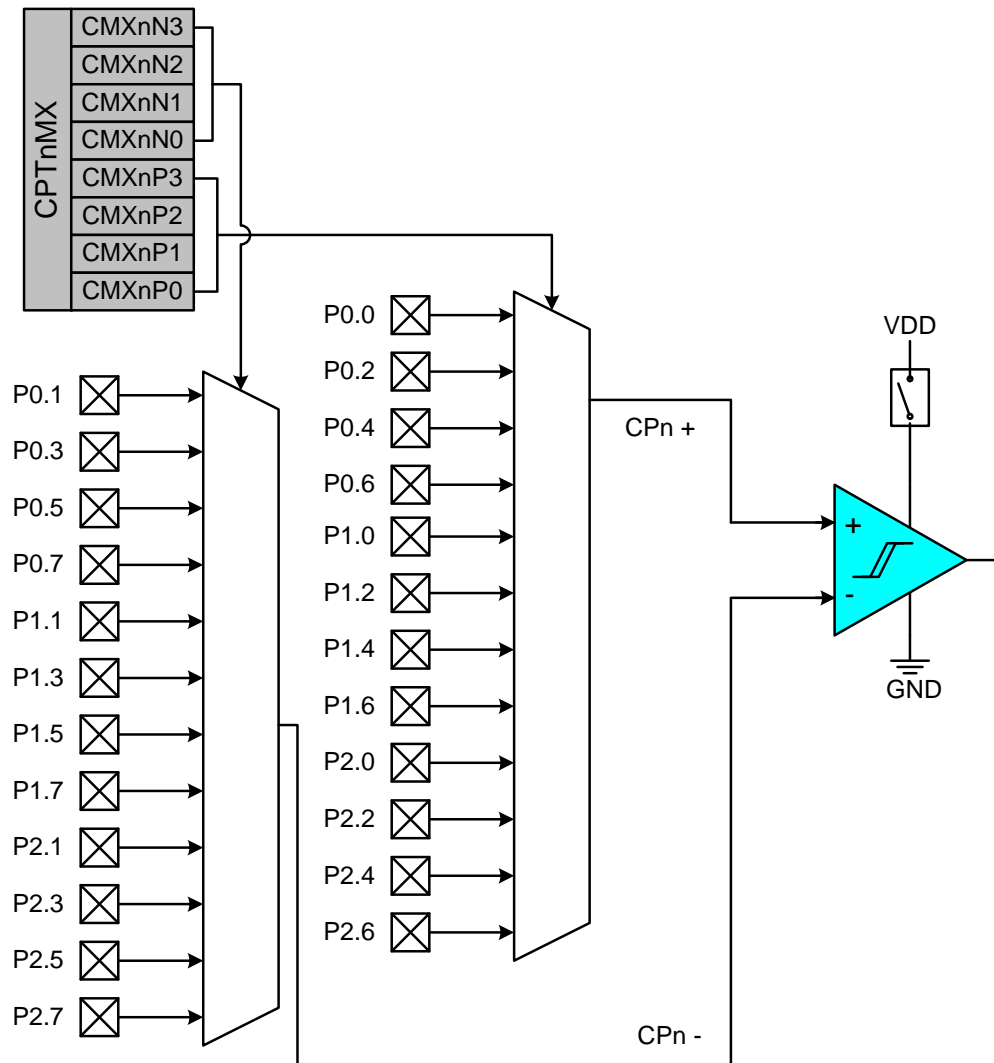 CPTnMX
CMXnN3
CMXnN2
CMXnN1
CMXnN0
CMXnP3
CMXnP2
CMXnP1
CMXnP0
P0.1
P0.3
P0.5
P0.7
P1.1
P1.3
P1.5
P1.7
P2.1
P2.3
P2.5
P2.7
P0.0
P0.2
P0.4
P0.6
P1.0
P1.2
P1.4
P1.6
P2.0
P2.2
P2.4
P2.6
CPn +
CPn -
VDD
+
-
GND